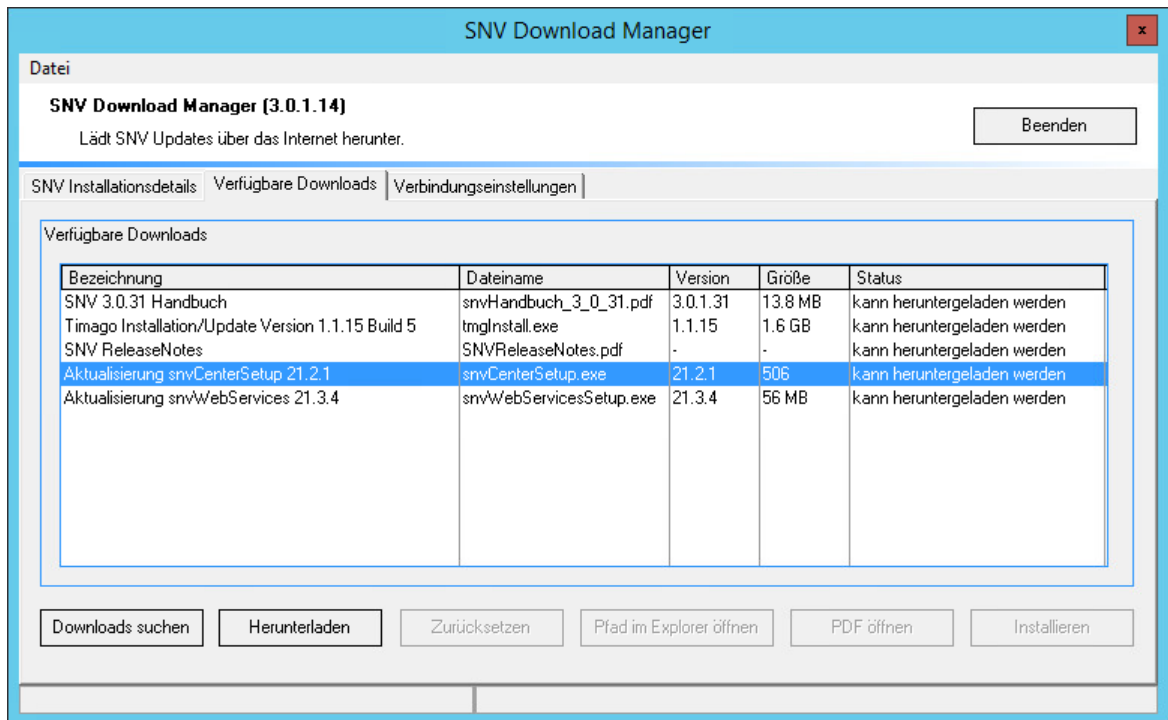 SNV Download Manager
x
Datei
SNV Download Manager (3.0.1.14)
Lädt SNV Updates über das Internet herunter.
Beenden
SNV Installationsdetails Verfügbare Downloads Verbindungseinstellungen
Verfügbare Downloads
Bezeichnung Dateiname Version Größe Status
SNV 3.0.31 Handbuch snvHandbuch_3_0_31.pdf 3.0.1.31 13.8 MB kann heruntergeladen werden
Timago Installation/Update Version 1.1.15 Build 5 tmgInstall.exe 1.1.15 1.6 GB kann heruntergeladen werden
SNV ReleaseNotes SNVReleaseNotes.pdf - - kann heruntergeladen werden
Aktualisierung snvCenterSetup 21.2.1 snvCenterSetup.exe 21.2.1 506 kann heruntergeladen werden
Aktualisierung snvWebServices 21.3.4 snvWebServicesSetup.exe 21.3.4 56 MB kann heruntergeladen werden
Downloads suchen Herunterladen Zurücksetzen Pfad im Explorer öffnen PDF öffnen Installieren